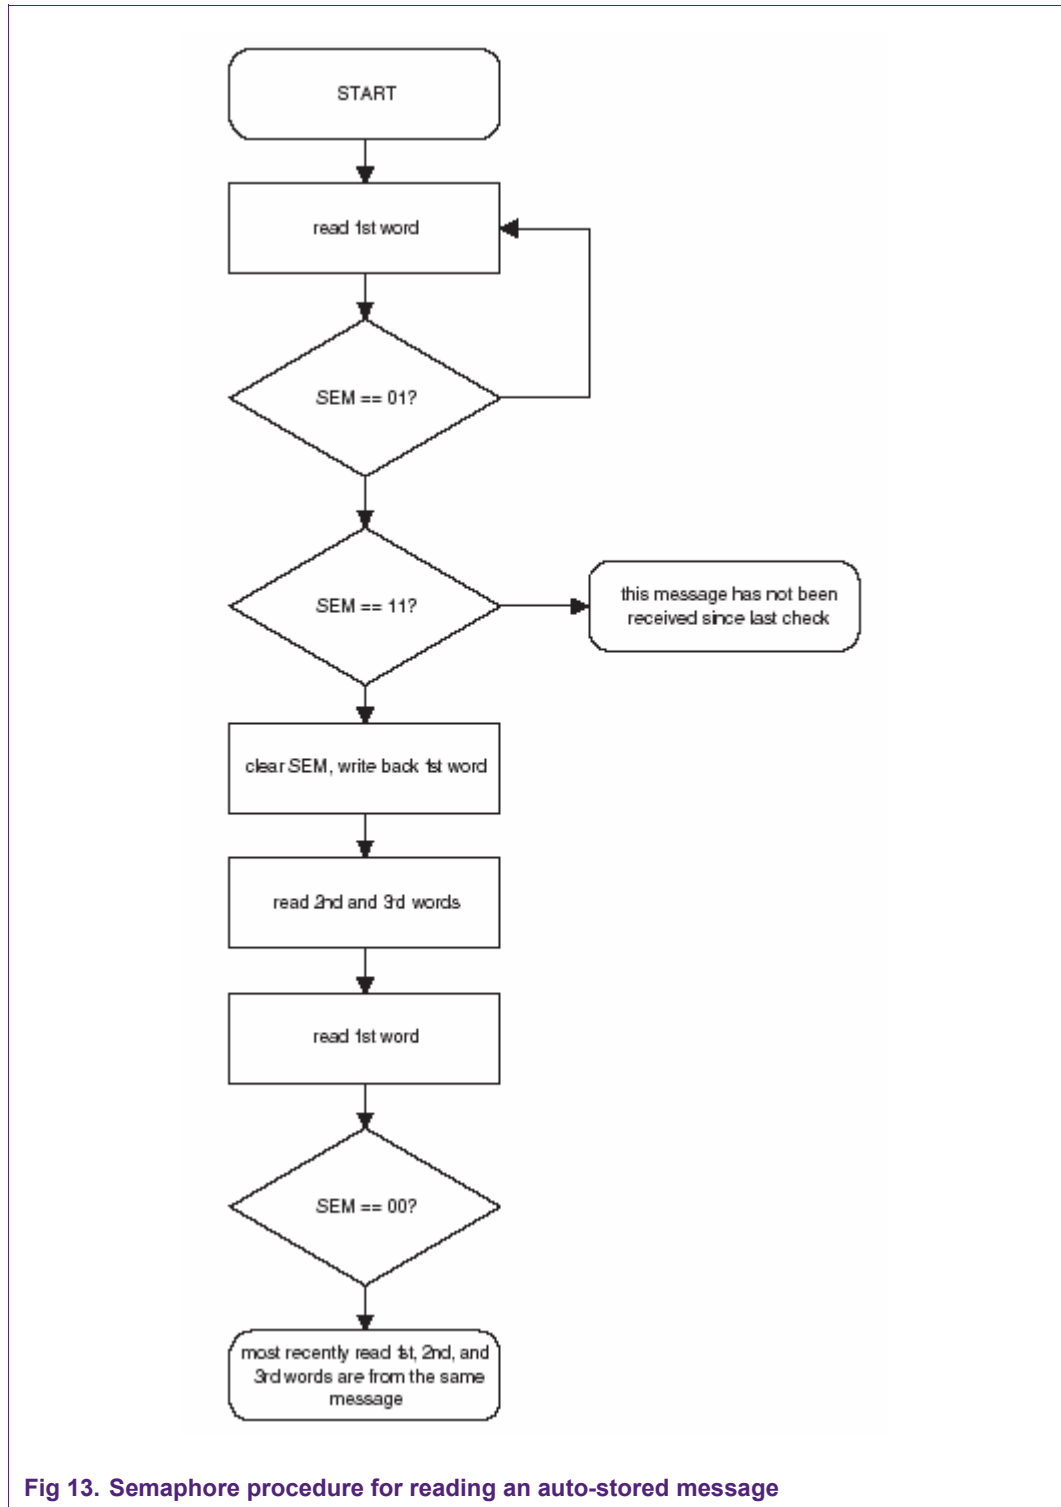 START
read 1st word
SEM == 01?
SEM == 11?
this message has not been
received since last check
clear SEM, write back 1st word
read 2nd and 3rd words
read 1st word
SEM == 00?
most recently read 1st, 2nd, and
3rd words are from the same
message
Fig 13. Semaphore procedure for reading an auto-stored message